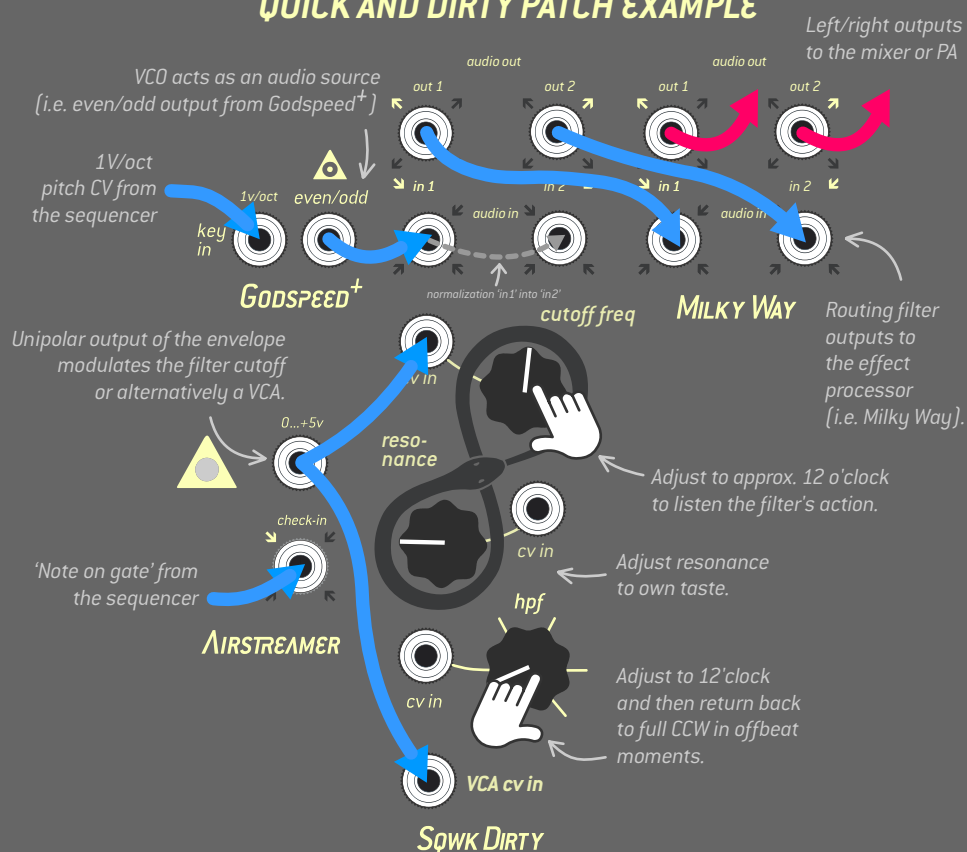 QUICK AND DIRTY PATCH EXAMPLE
Left/right outputs
to the mixer or PA
VCO acts as an audio source
(i.e. even/odd output from Godspeed+)
audio out
audio out
out 1
out 2
out 1
out 2
1V/oct
pitch CV from
the sequencer
1v/oct
even/odd
in 1
in 2
in 1
in 2
key
in
audio in
audio in
GODSPEED+
normalization 'in1' into 'in2'
MILKY WAY
cutoff freq
Routing filter
outputs to
the effect
processor
(i.e. Milky Way).
Unipolar output of the envelope
modulates the filter cutoff
or alternatively a VCA.
cv in
0...+5v
reso-
nance
Adjust to approx. 12 o'clock
to listen the filter's action.
check-in
cv in
'Note on gate' from
the sequencer
Adjust resonance
to own taste.
hpf
AIRSTREAMER
cv in
Adjust to 12'clock
and then return back
to full CCW in offbeat
moments.
VCA cv in
SQWK DIRTY